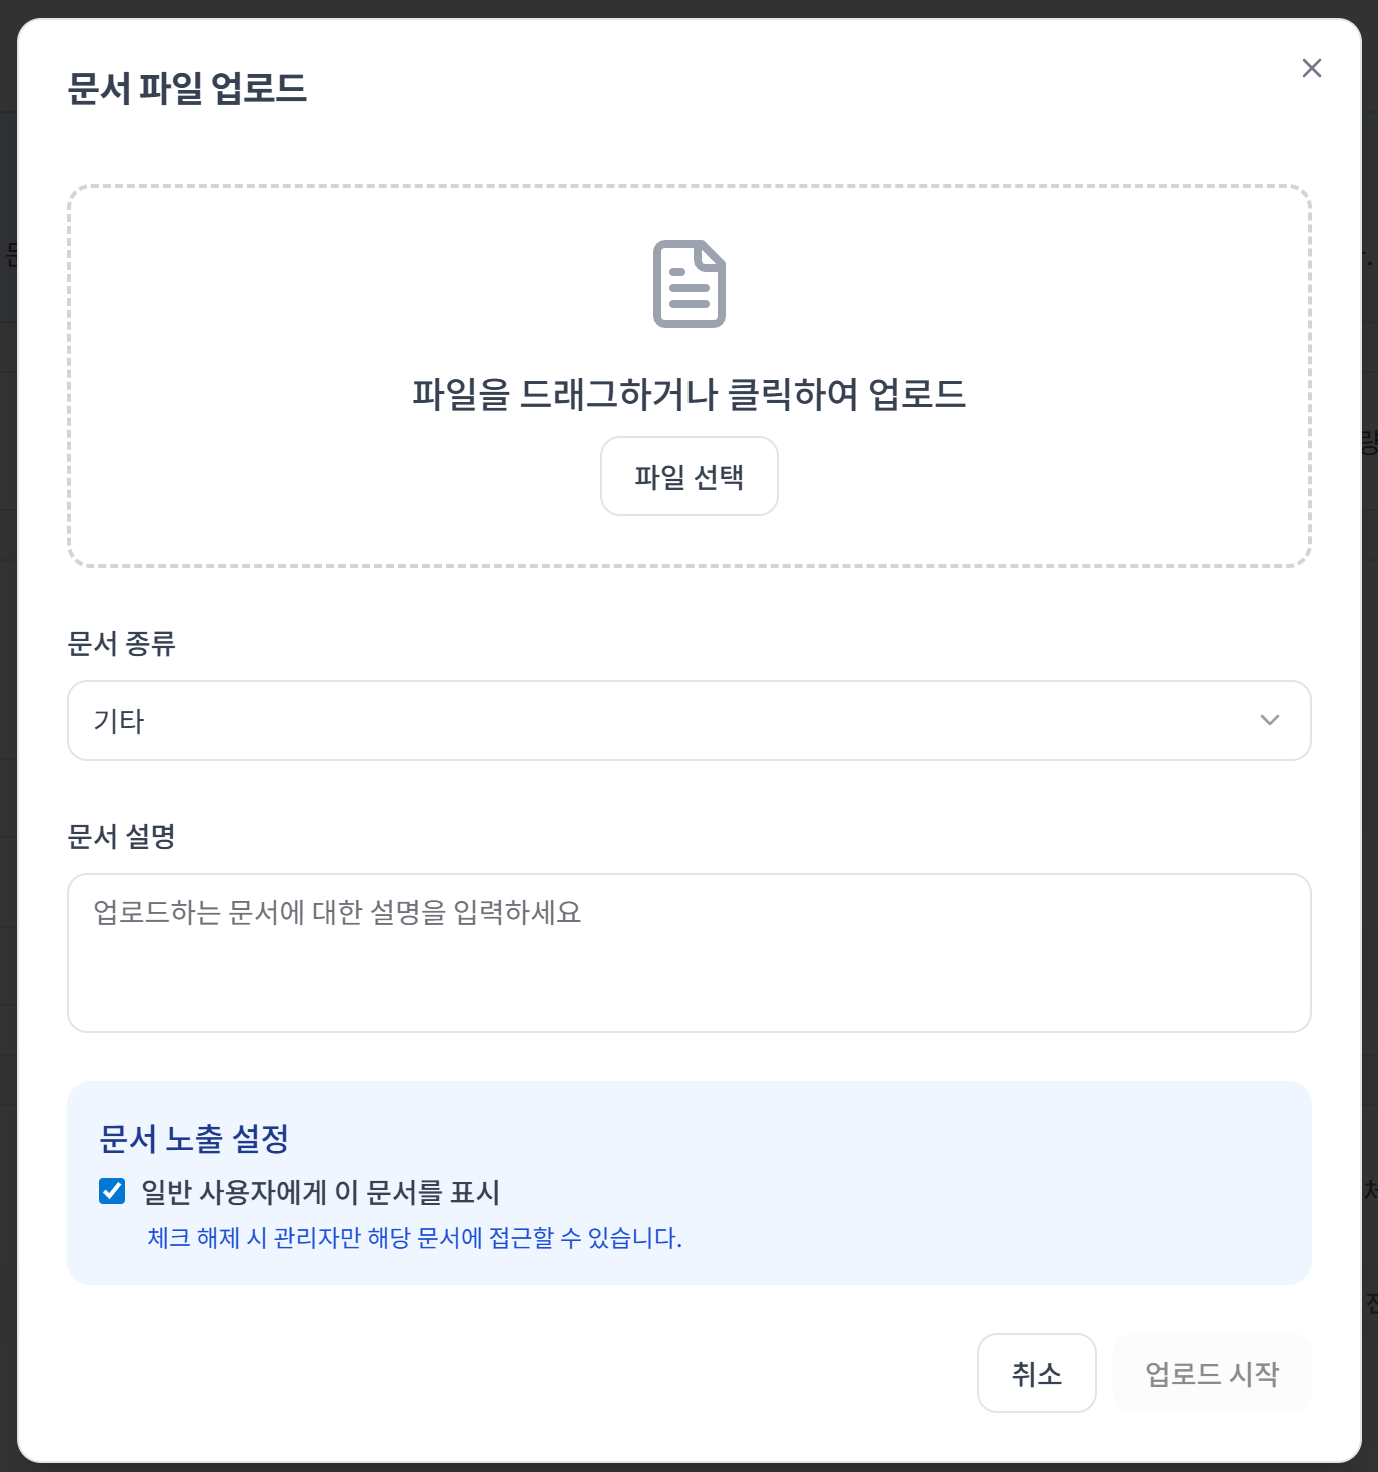 문서 파일 업로드
파일을 드래그하거나 클릭하여 업로드
파일 선택
문서 종류
기타
문서 설명
업로드하는 문서에 대한 설명을 입력하세요
문서 노출 설정
일반 사용자에게 이 문서를 표시
체크 해제 시 관리자만 해당 문서에 접근할 수 있습니다.
취소
업로드 시작